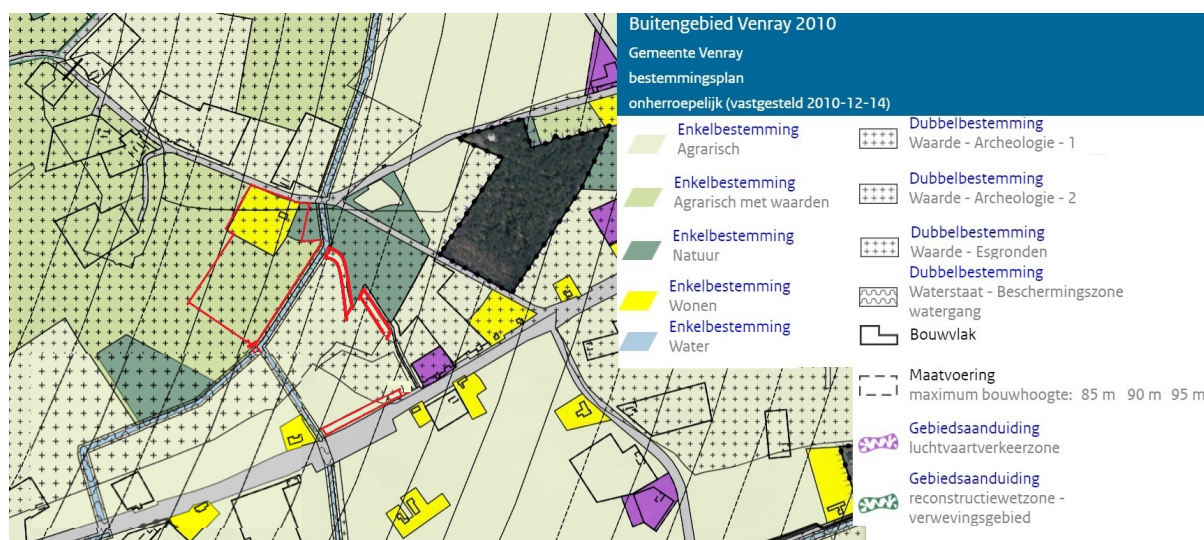 Buitengebied Venray 2010
Gemeente Venray
bestemmingsplan
onherroepelijk (vastgesteld 2010-12-14)
Enkelbestemming
Agrarisch
Enkelbestemming
Agrarisch met waarden
Enkelbestemming
Natuur
Enkelbestemming
Wonen
Enkelbestemming
Water
Dubbelbestemming
Waarde - Archeologie - 1
Dubbelbestemming
Waarde - Archeologie - 2
Dubbelbestemming
Waarde - Esgronden
Dubbelbestemming
Waterstaat - Beschermingszone
watergang
Bouwvlak
Maatvoering
maximum bouwhoogte: 85 m 90 m 95 m
Gebiedsaanduiding
luchtvaartverkeerzone
Gebiedsaanduiding
reconstructiewetzone -
verwevingsgebied